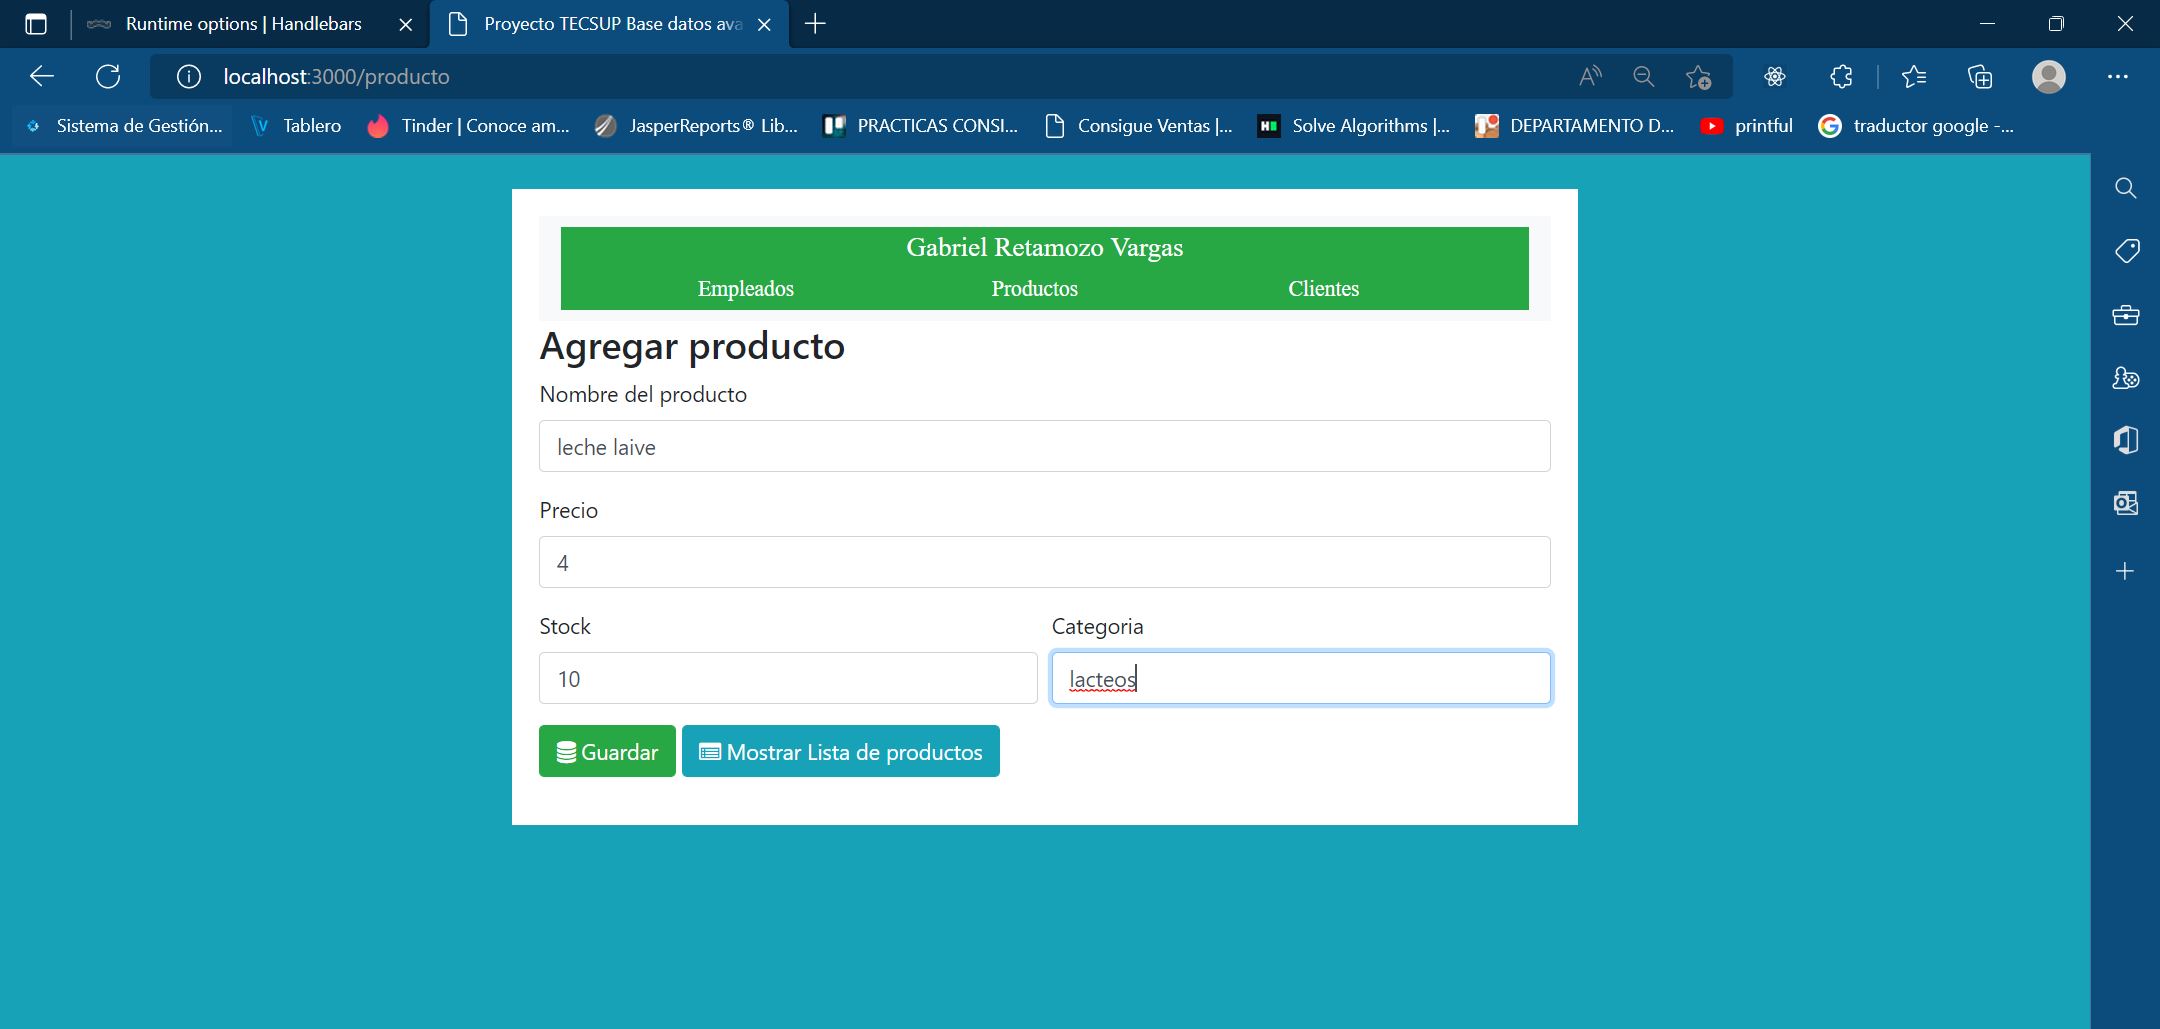 Runtime options | Handlebars
Proyecto TECSUP Base datos ava
localhost:3000/producto
Sistema de Gestión...
Tablero
Tinder | Conoce am...
JasperReports® Lib...
PRACTICAS CONSI...
Consigue Ventas |...
Solve Algorithms |...
DEPARTAMENTO D...
printful
traductor google -...
Gabriel Retamozo Vargas
Empleados Productos Clientes
Agregar producto
Nombre del producto
leche laive
Precio
4
Stock Categoria
10 lacteos
Guardar Mostrar Lista de productos